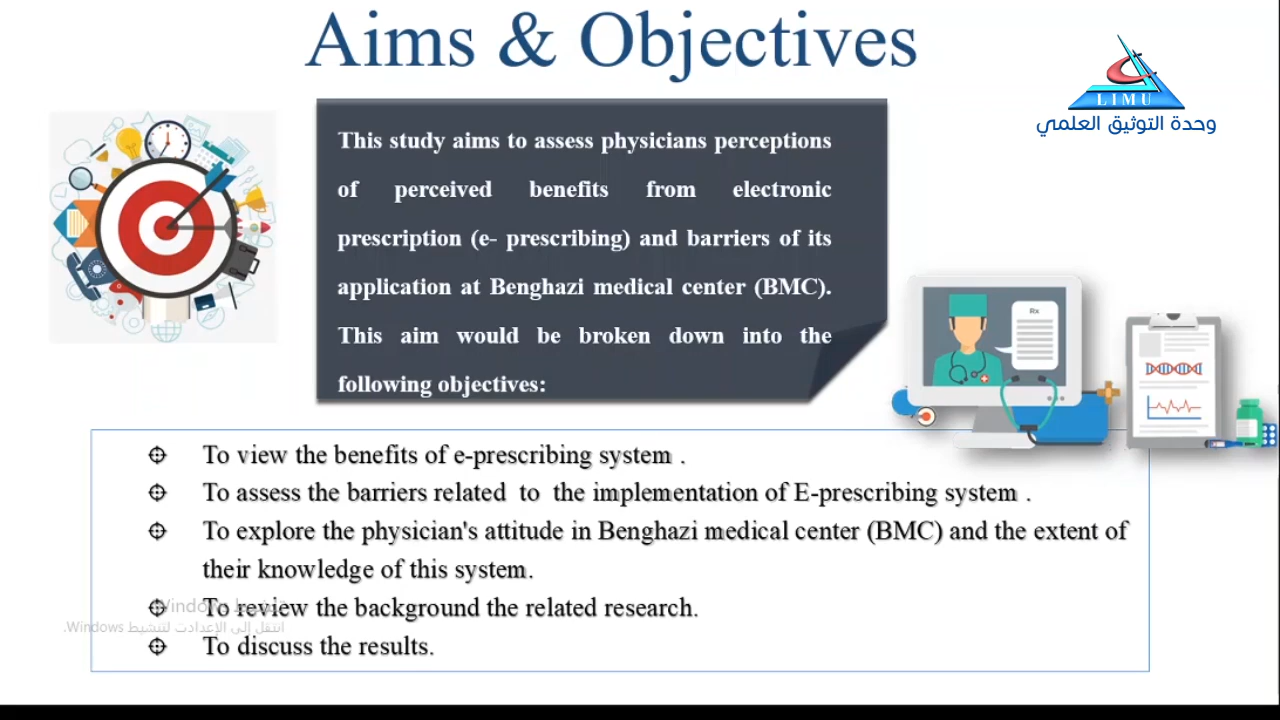 Aims & Objectives
LIMU
وحدة التوثيق العلمي
This study aims to assess physicians perceptions
of perceived benefits from electronic
prescription (e- prescribing) and barriers of its
application at Benghazi medical center (BMC).
This aim would be broken down into the
following objectives:
Rx
To view the benefits of e-prescribing system .
To assess the barriers related to the implementation of E-prescribing system .
To explore the physician's attitude in Benghazi medical center (BMC) and the extent of
their knowledge of this system.
To review the background the related research.
To discuss the results.
تنشيط Windows
انتقل إلى الإعدادات لتنشيط Windows.